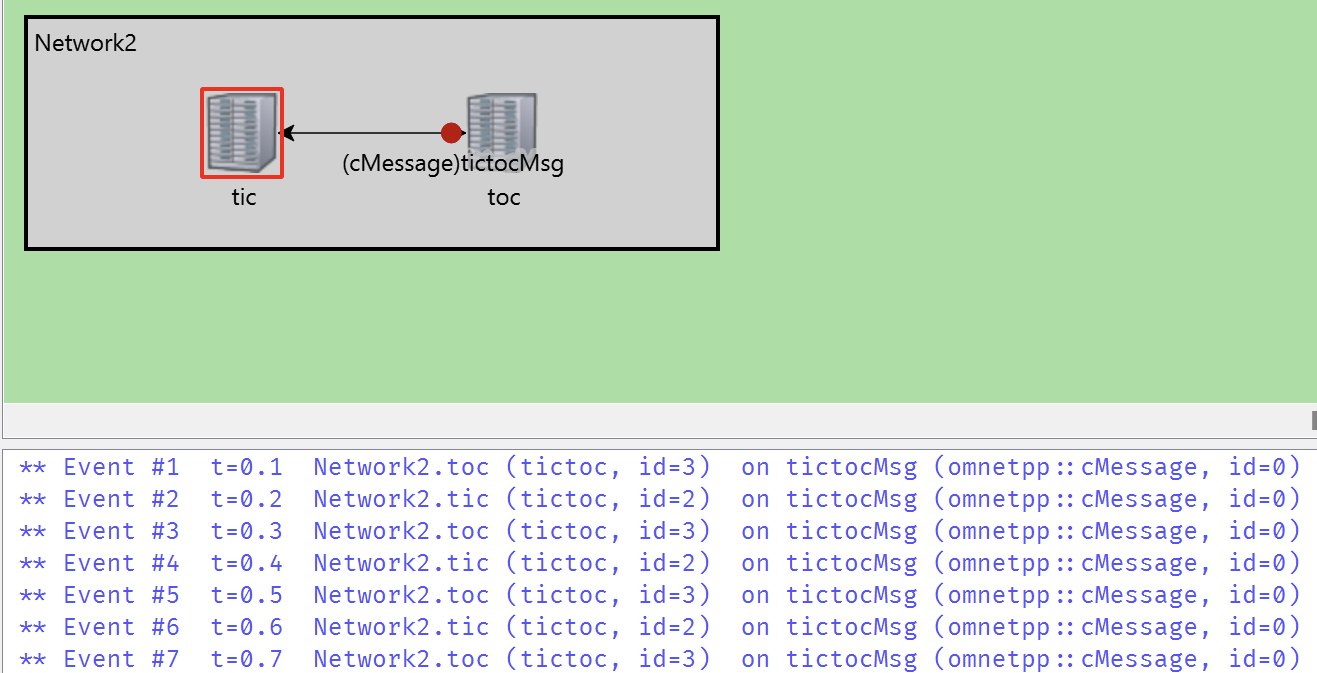 Network2
(cMessage)tictocMsg
tic toc
** Event #1 t=0.1 Network2.toc (tictoc, id=3) on tictocMsg (omnetpp::cMessage, id=0)
** Event #2 t=0.2 Network2.tic (tictoc, id=2) on tictocMsg (omnetpp::cMessage, id=0)
** Event #3 t=0.3 Network2.toc (tictoc, id=3) on tictocMsg (omnetpp::cMessage, id=0)
** Event #4 t=0.4 Network2.tic (tictoc, id=2) on tictocMsg (omnetpp::cMessage, id=0)
** Event #5 t=0.5 Network2.toc (tictoc, id=3) on tictocMsg (omnetpp::cMessage, id=0)
** Event #6 t=0.6 Network2.tic (tictoc, id=2) on tictocMsg (omnetpp::cMessage, id=0)
** Event #7 t=0.7 Network2.toc (tictoc, id=3) on tictocMsg (omnetpp::cMessage, id=0)